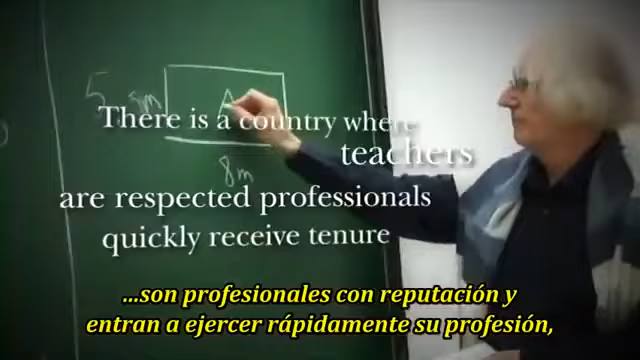 5
5m
A
There is a country where
teachers
8m
are respected professionals
quickly receive tenure
...son profesionales con reputación y
entran a ejercer rápidamente su profesión,